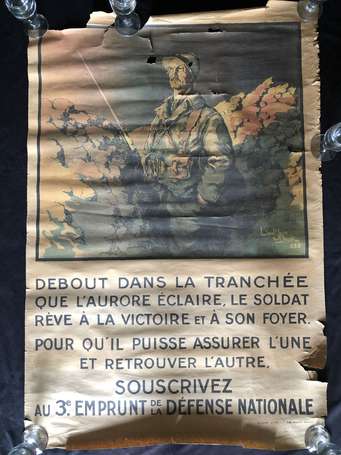 DEBOUT DANS LA TRANCHÉE
QUE L'AURORE ÉCLAIRE, LE SOLDAT
RÊVE À LA VICTOIRE ET À SON FOYER.
POUR QU'IL PUISSE ASSURER L'UNE
ET RETROUVER L'AUTRE,
SOUSCRIVEZ
AU 3E EMPRUNT DE LA DÉFENSE NATIONALE